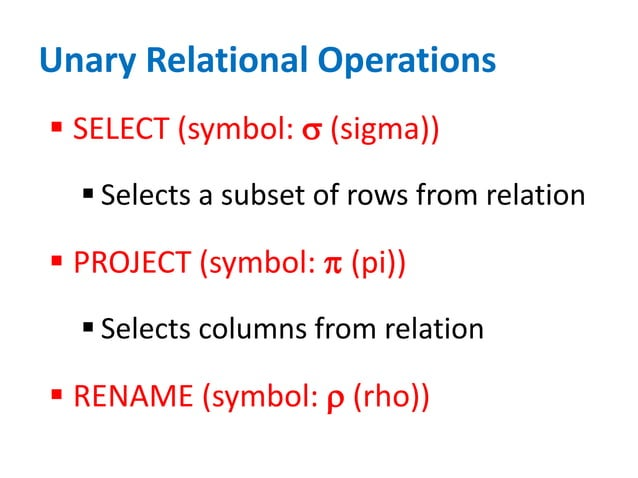 Unary Relational Operations
▪ SELECT (symbol: σ (sigma))
▪ Selects a subset of rows from relation
▪ PROJECT (symbol: π (pi))
▪ Selects columns from relation
▪ RENAME (symbol: ρ (rho))